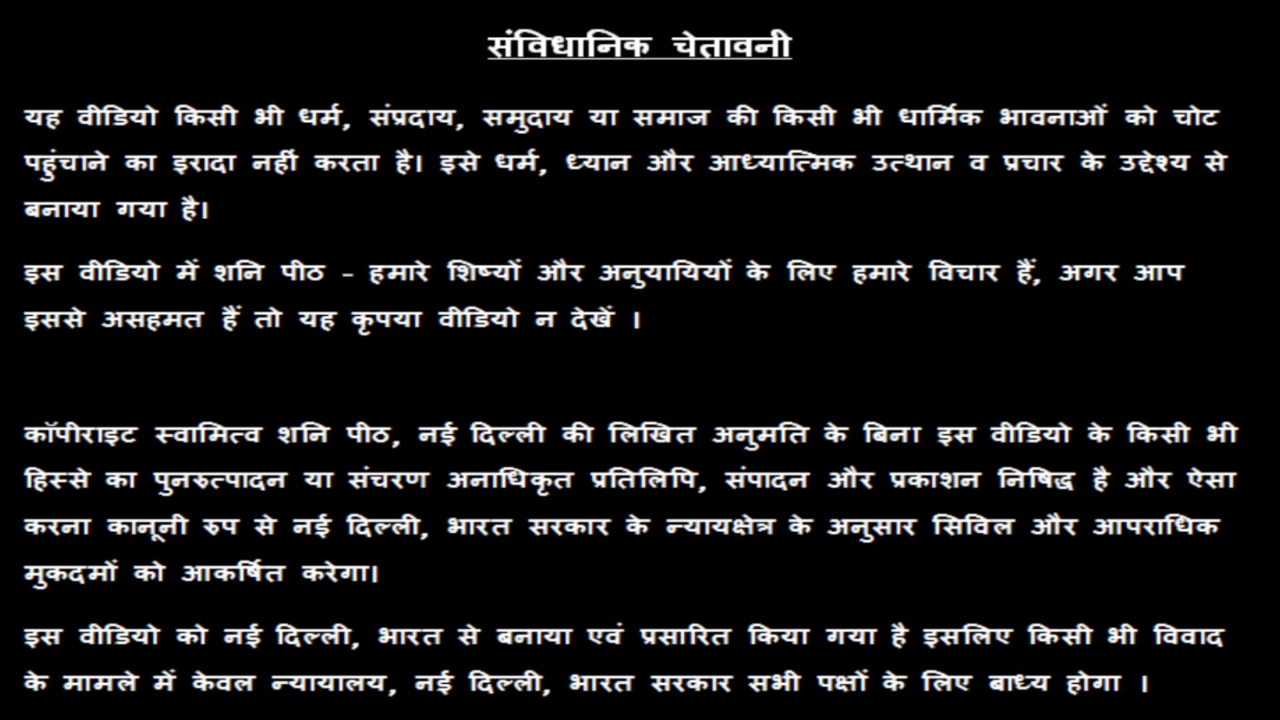 संविधानिक चेतावनी
यह वीडियो किसी भी धर्म, संप्रदाय, समुदाय या समाज की किसी भी धार्मिक भावनाओं को चोट
पहुंचाने का इरादा नहीं करता है। इसे धर्म, ध्यान और आध्यात्मिक उत्थान व प्रचार के उद्देश्य से
बनाया गया है।
इस वीडियो में शनि पीठ - हमारे शिष्यों और अनुयायियों के लिए हमारे विचार हैं, अगर आप
इससे असहमत हैं तो यह कृपया वीडियो न देखें ।
कॉपीराइट स्वामित्व शनि पीठ, नई दिल्ली की लिखित अनुमति के बिना इस वीडियो के किसी भी
हिस्से का पुनरुत्पादन या संचरण अनाधिकृत प्रतिलिपि, संपादन और प्रकाशन निषिद्ध है और ऐसा
करना कानूनी रुप से नई दिल्ली, भारत सरकार के न्यायक्षेत्र के अनुसार सिविल और आपराधिक
मुकदमों को आकर्षित करेगा।
इस वीडियो को नई दिल्ली, भारत से बनाया एवं प्रसारित किया गया है इसलिए किसी भी विवाद
के मामले में केवल न्यायालय, नई दिल्ली, भारत सरकार सभी पक्षों के लिए बाध्य होगा ।